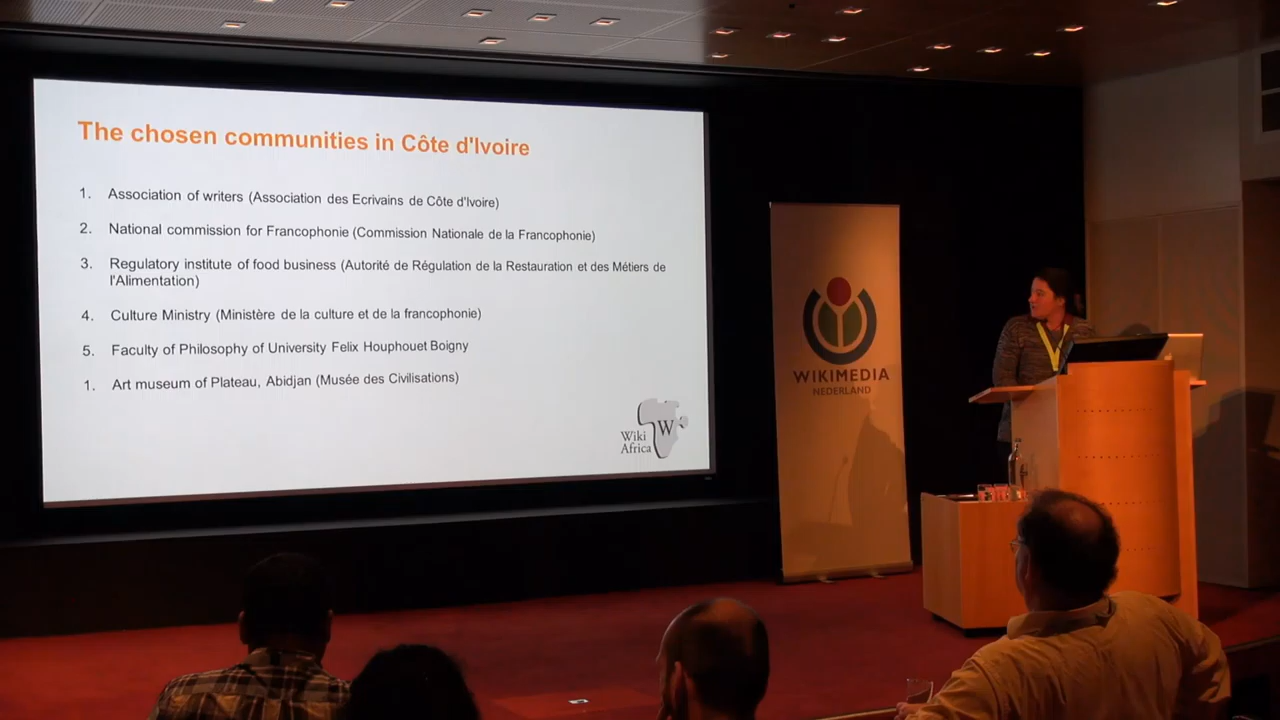 The chosen communities in Côte d'Ivoire
1. Association of writers (Association des Ecrivains de Côte d'Ivoire)
2. National commission for Francophonie (Commission Nationale de la Francophonie)
3. Regulatory institute of food business (Autorité de Régulation de la Restauration et des Métiers de
l'Alimentation)
4. Culture Ministry (Ministère de la culture et de la francophonie)
5. Faculty of Philosophy of University Felix Houphouet Boigny
1. Art museum of Plateau, Abidjan (Musée des Civilisations)
W
Wiki
Africa
WIKIMEDIA
NEDERLAND